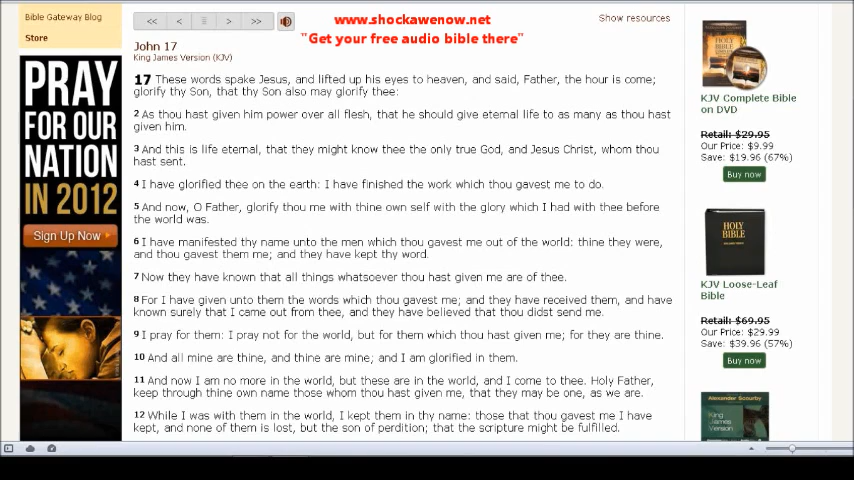 Bible Gateway Blog
Store
PRAY
FOR OUR
NATION
IN 2012
Sign Up Now
<< < > >>
www.shockawenow.net
"Get your free audio bible there"
Show resources
John 17
King James Version (KJV)
17 These words spake Jesus, and lifted up his eyes to heaven, and said, Father, the hour is come;
glorify thy Son, that thy Son also may glorify thee:
2 As thou hast given him power over all flesh, that he should give eternal life to as many as thou hast
given him.
3 And this is life eternal, that they might know thee the only true God, and Jesus Christ, whom thou
hast sent.
4 I have glorified thee on the earth: I have finished the work which thou gavest me to do.
5 And now, O Father, glorify thou me with thine own self with the glory which I had with thee before
the world was.
6 I have manifested thy name unto the men which thou gavest me out of the world: thine they were,
and thou gavest them me; and they have kept thy word.
7 Now they have known that all things whatsoever thou hast given me are of thee.
8 For I have given unto them the words which thou gavest me; and they have received them, and have
known surely that I came out from thee, and they have believed that thou didst send me.
9 I pray for them: I pray not for the world, but for them which thou hast given me; for they are thine.
10 And all mine are thine, and thine are mine; and I am glorified in them.
11 And now I am no more in the world, but these are in the world, and I come to thee. Holy Father,
keep through thine own name those whom thou hast given me, that they may be one, as we are.
12 While I was with them in the world, I kept them in thy name: those that thou gavest me I have
kept, and none of them is lost, but the son of perdition; that the scripture might be fulfilled.
KJV Complete Bible
on DVD
Retail: $29.95
Our Price: $9.99
Save: $19.96 (67%)
Buy now
HOLY
BIBLE
KJV Loose-Leaf
Bible
Retail: $69.95
Our Price: $29.99
Save: $39.96 (57%)
Buy now
Alexander Scourby
King
James
Version